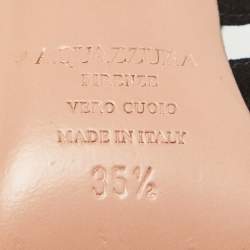 AQUAZZURA
FIRENZE
VERO CUOIO
MADE IN ITALY
35½